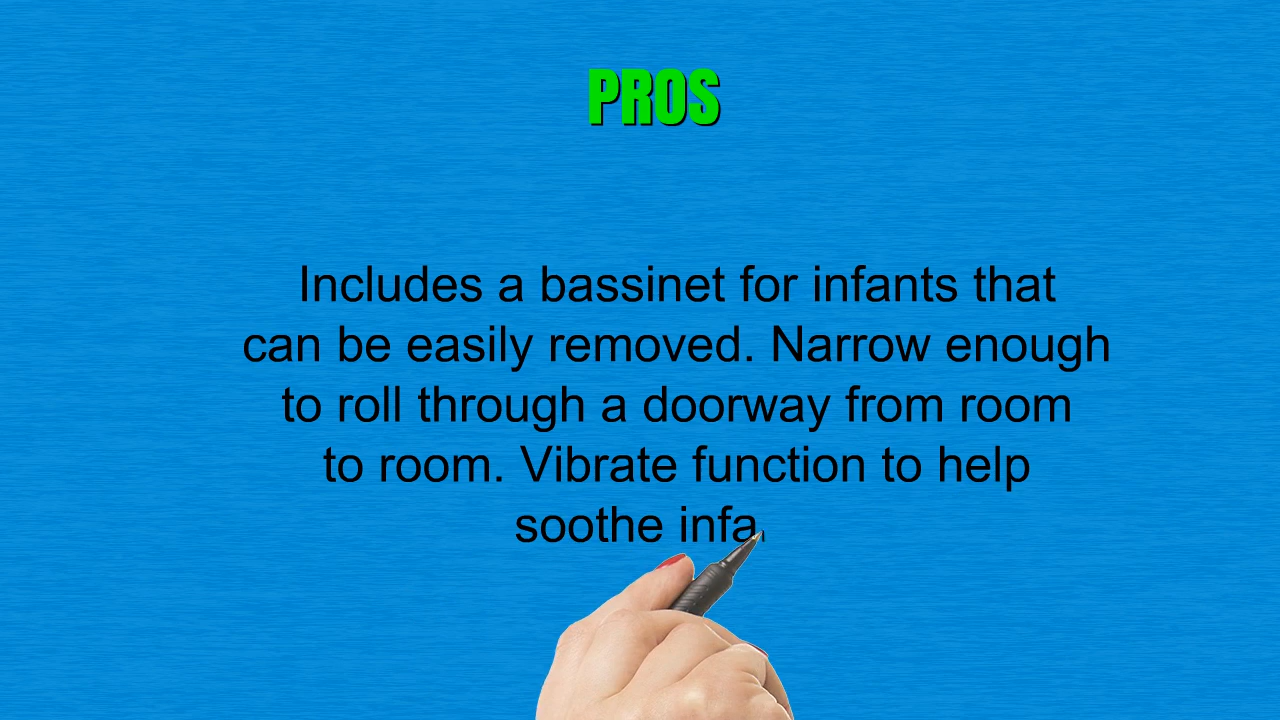 PROS
Includes a bassinet for infants that
can be easily removed. Narrow enough
to roll through a doorway from room
to room. Vibrate function to help
soothe infa